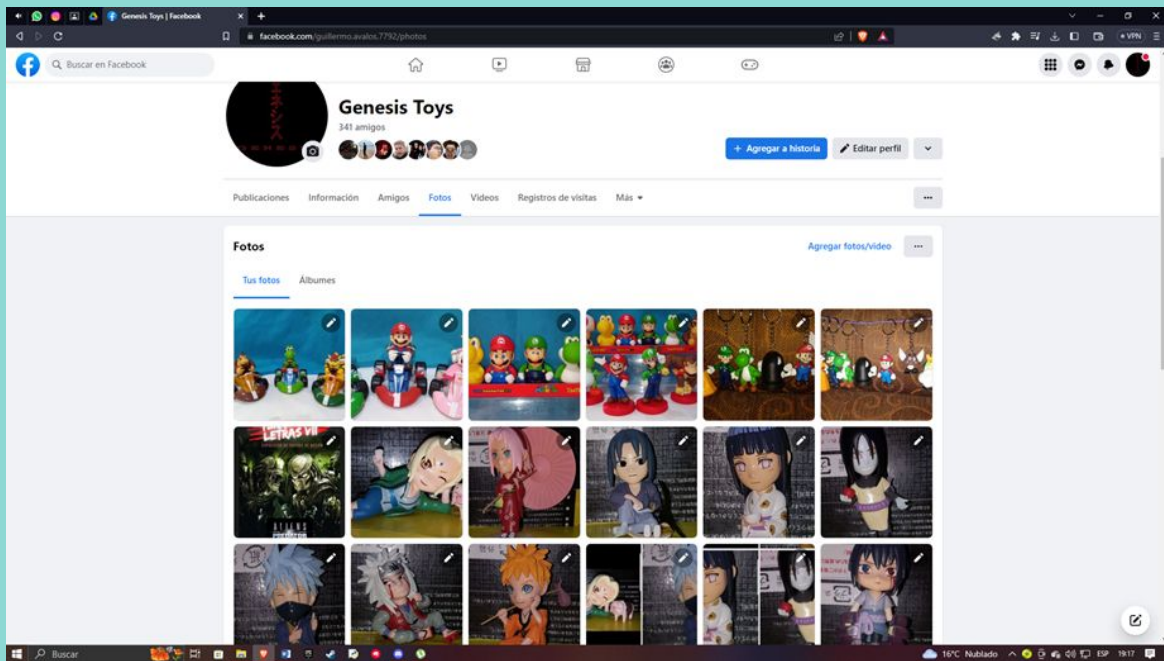 Genesis Toys | Facebook
facebook.com/guillermo.avalos.7792/photos
VPN
Buscar en Facebook
Genesis Toys
341 amigos
+ Agregar a historia
Editar perfil
Publicaciones
Información
Amigos
Fotos
Videos
Registros de visitas
Más
Fotos
Agregar fotos/video
Tus fotos
Álbumes
LETRAS VII
ALIENS
PREDATOR
Buscar
16°C Nublado
ESP
19:17